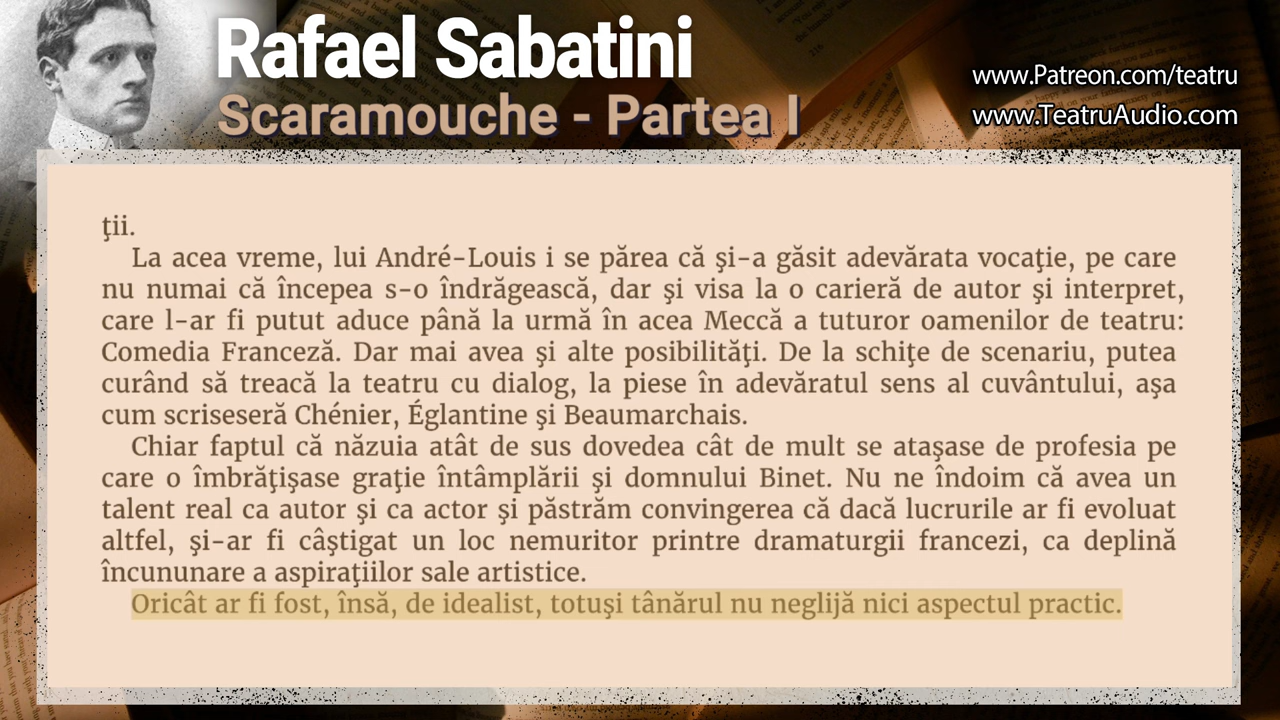 Rafael Sabatini
Scaramouche - Partea I
www.Patreon.com/teatru
www.TeatruAudio.com
ţii.
La acea vreme, lui André-Louis i se părea că şi-a găsit adevărata vocaţie, pe care
nu numai că începea s-o îndrăgească, dar şi visa la o carieră de autor şi interpret,
care l-ar fi putut aduce până la urmă în acea Meccă a tuturor oamenilor de teatru:
Comedia Franceză. Dar mai avea şi alte posibilităţi. De la schiţe de scenariu, putea
curând să treacă la teatru cu dialog, la piese în adevăratul sens al cuvântului, aşa
cum scriseseră Chénier, Églantine şi Beaumarchais.
Chiar faptul că năzuia atât de sus dovedea cât de mult se ataşase de profesia pe
care o îmbrăţişase graţie întâmplării şi domnului Binet. Nu ne îndoim că avea un
talent real ca autor şi ca actor şi păstrăm convingerea că dacă lucrurile ar fi evoluat
altfel, şi-ar fi câştigat un loc nemuritor printre dramaturgii francezi, ca deplină
încununare a aspiraţiilor sale artistice.
Oricât ar fi fost, însă, de idealist, totuşi tânărul nu neglijă nici aspectul practic.